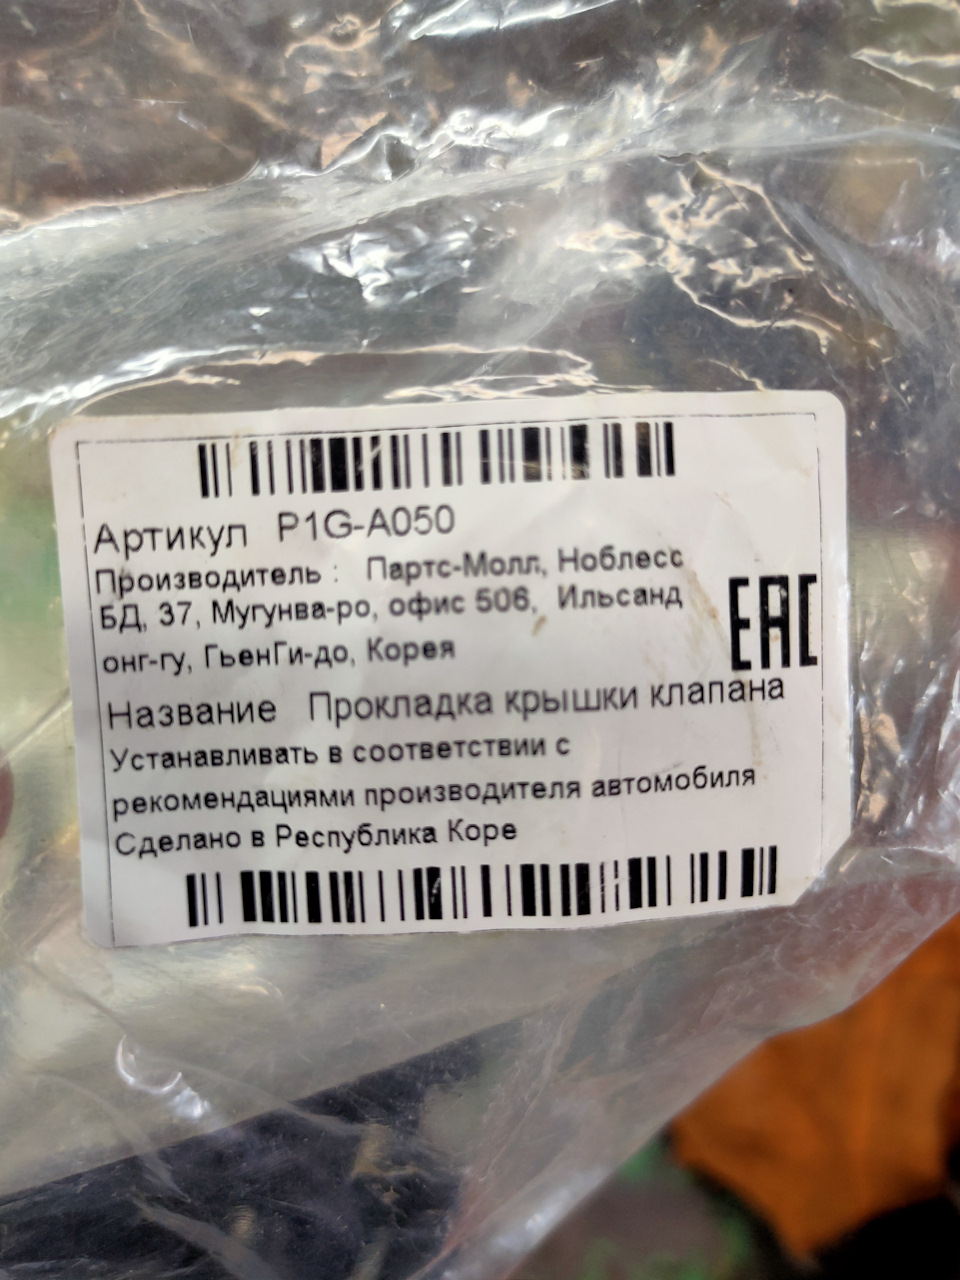 Артикул P1G-A050
Производитель : Партс-Молл, Ноблесс
БД, 37, Мугунва-ро, офис 506, Ильсанд
онг-гу, ГьенГи-до, Корея
EAC
Название Прокладка крышки клапана
Устанавливать в соответствии с
рекомендациями производителя автомобиля
Сделано в Республика Коре